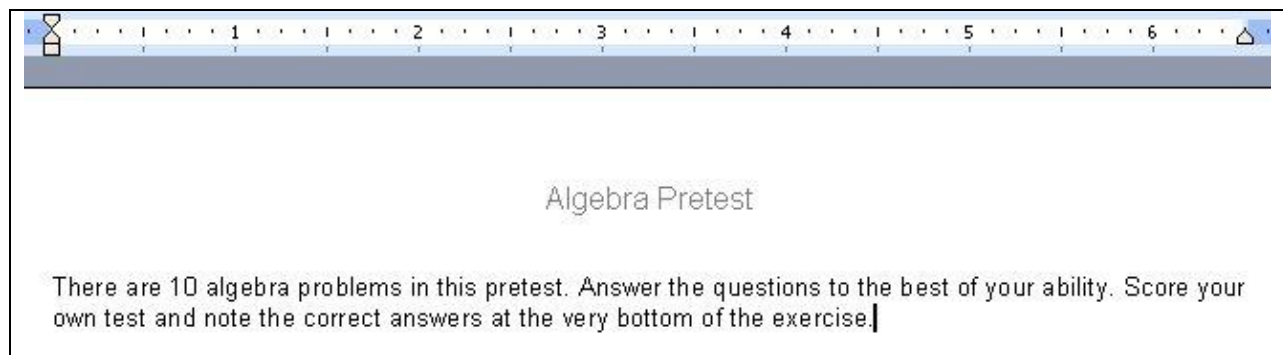 1 2 3 4 5 6
Algebra Pretest
There are 10 algebra problems in this pretest. Answer the questions to the best of your ability. Score your
own test and note the correct answers at the very bottom of the exercise.